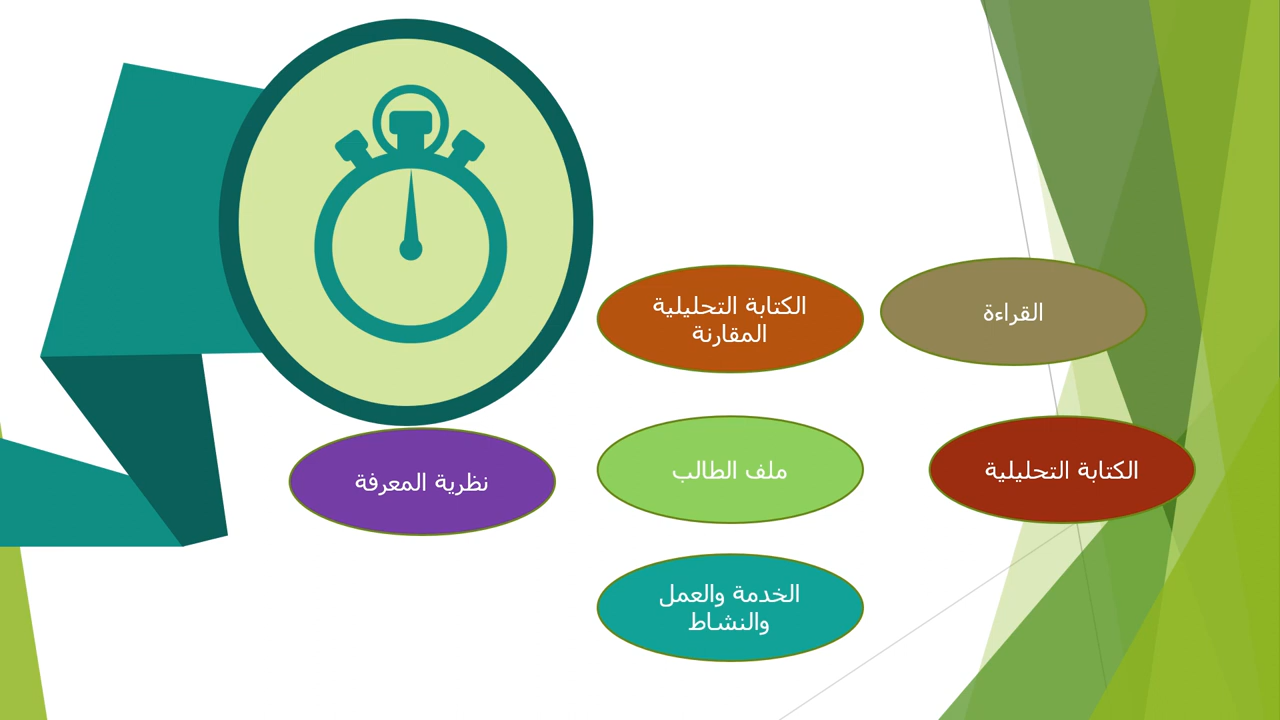 القراءة
الكتابة التحليلية
المقارنة
الكتابة التحليلية
ملف الطالب
نظرية المعرفة
الخدمة والعمل
والنشاط